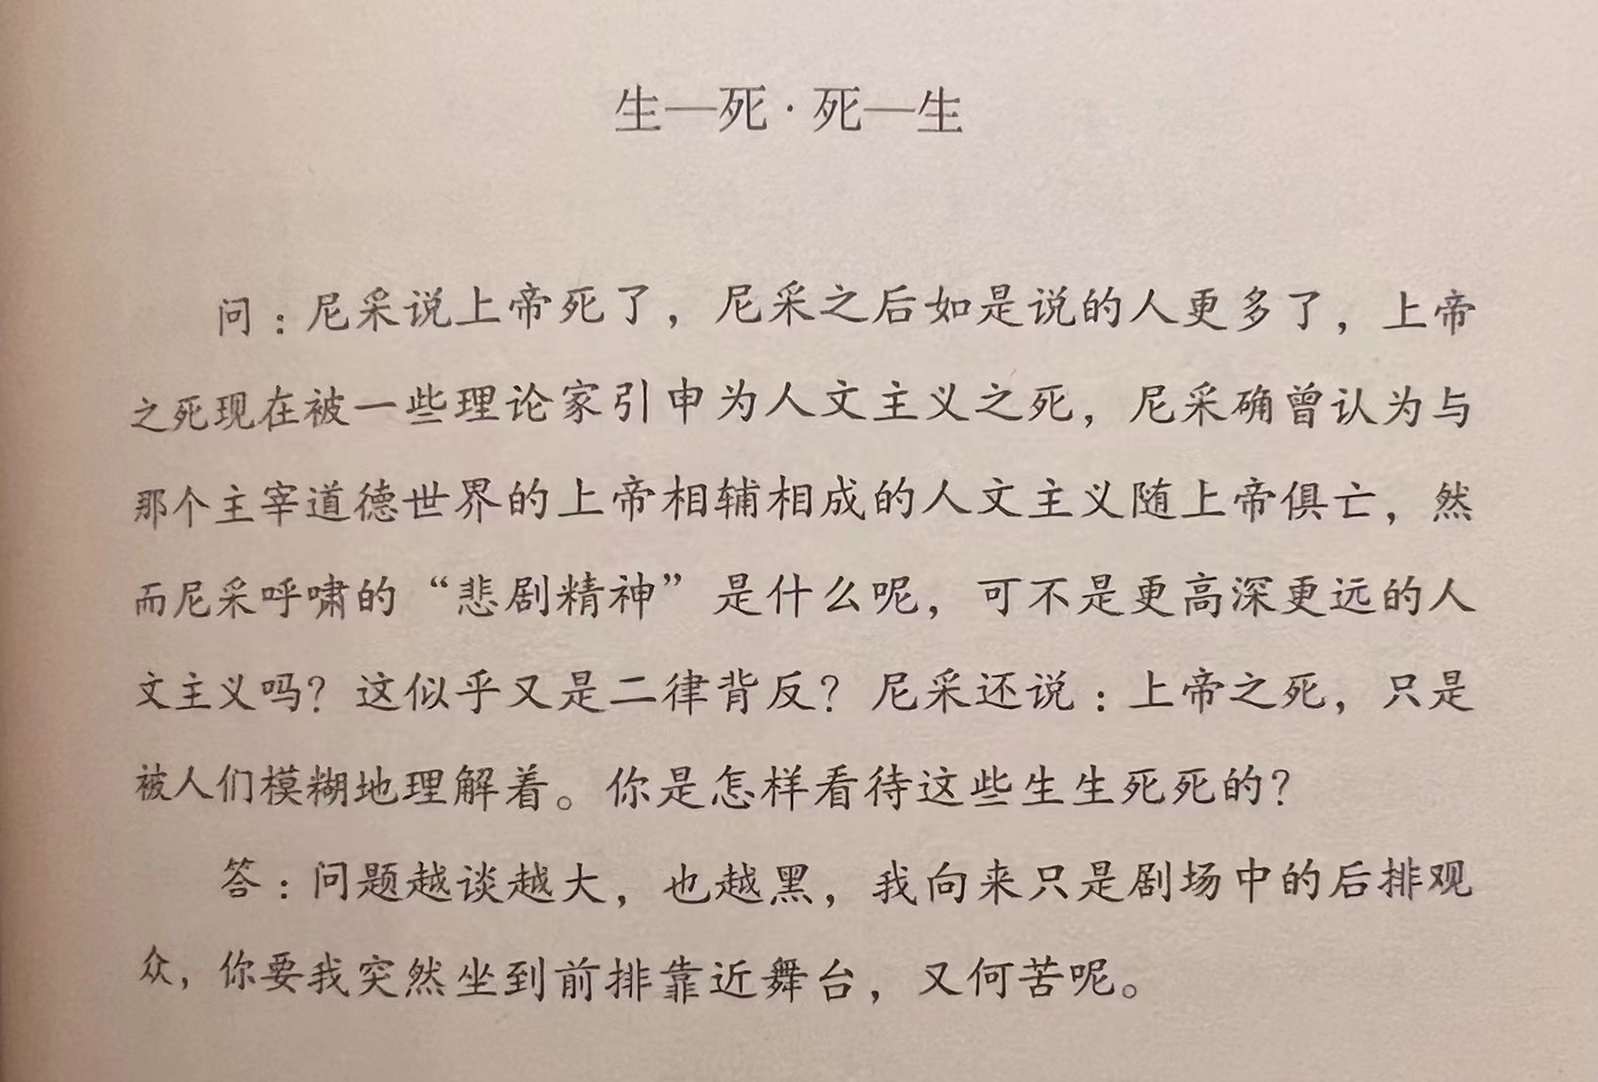 生—死·死—生
问：尼采说上帝死了，尼采之后如是说的人更多了，上帝
之死现在被一些理论家引申为人文主义之死，尼采确曾认为与
那个主宰道德世界的上帝相辅相成的人文主义随上帝俱亡，然
而尼采呼啸的“悲剧精神”是什么呢，可不是更高深更远的人
文主义吗？这似乎又是二律背反？尼采还说：上帝之死，只是
被人们模糊地理解着。你是怎样看待这些生生死死的？
答：问题越谈越大，也越黑，我向来只是剧场中的后排观
众，你要我突然坐到前排靠近舞台，又何苦呢。